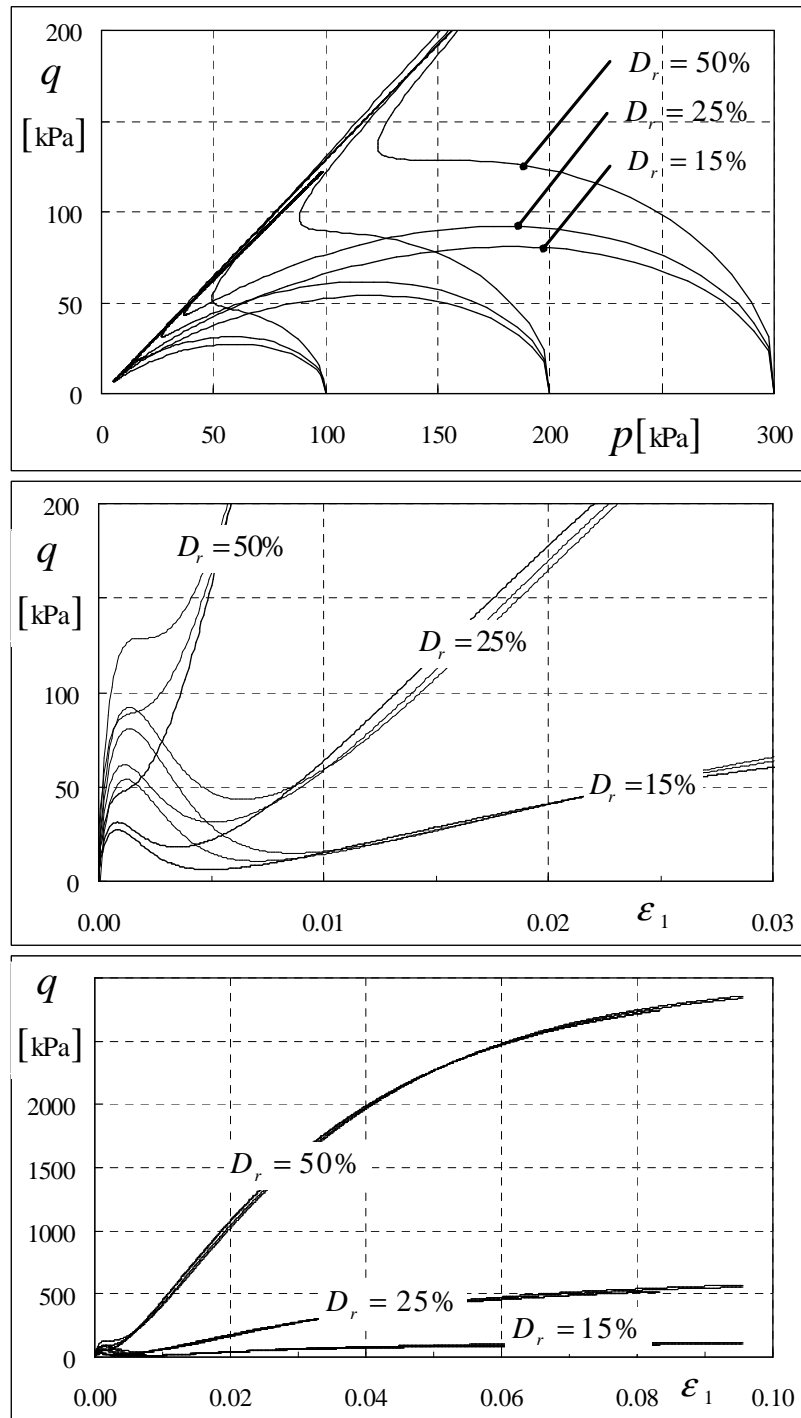 200
q
D_r = 50%
D_r = 25%
[kPa]
D_r = 15%
100
50
0
0 50 100 150 200 p[kPa] 300
200
q
D_r = 50%
[kPa]
D_r = 25%
100
50
D_r = 15%
0
0.00 0.01 0.02 ε₁ 0.03
q
[kPa]
2000
1500
D_r = 50%
1000
500
D_r = 25%
D_r = 15%
0
0.00 0.02 0.04 0.06 0.08 ε₁ 0.10